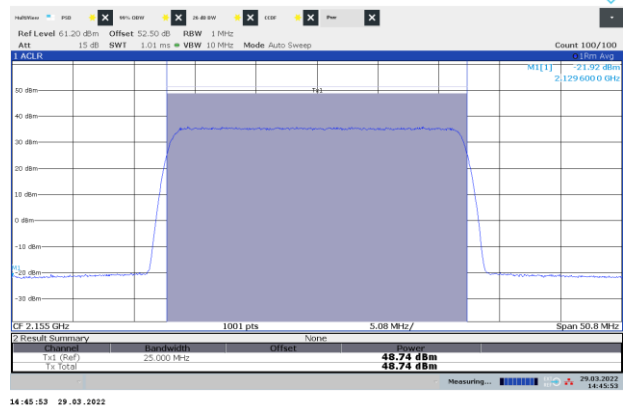 MultiView PSD X 99% OBW X 26 dB BW X CCDF X Pwr X
Ref Level 61.20 dBm Offset 52.50 dB RBW 1 MHz
Att 15 dB SWT 1.01 ms VBW 10 MHz Mode Auto Sweep Count 100/100
1 ACLR 1Rm Avg
M1[1] -21.92 dBm
2.1296000 GHz
Tx1
50 dBm
40 dBm
30 dBm
20 dBm
10 dBm
0 dBm
-10 dBm
M1
-20 dBm
-30 dBm
CF 2.155 GHz 1001 pts 5.08 MHz/ Span 50.8 MHz
2 Result Summary None
Channel Bandwidth Offset Power
Tx1 (Ref) 25.000 MHz 48.74 dBm
Tx Total 48.74 dBm
Measuring... 29.03.2022
14:45:53
14:45:53 29.03.2022